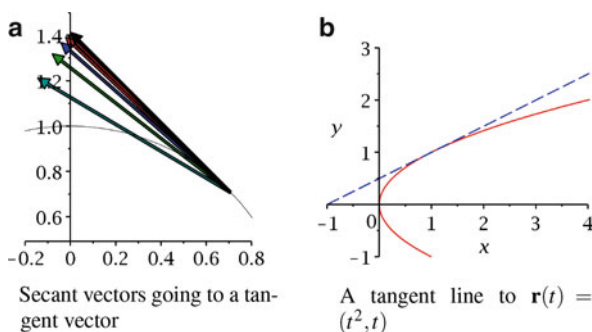 a
1.4
1.2
1.0
0.8
0.6
−0.2
0
0.2
0.4
0.6
0.8
Secant vectors going to a tan-
gent vector
b
3
2
y
1
−1
0
1
2
3
4
x
−1
A tangent line to r(t) =
(t²,t)